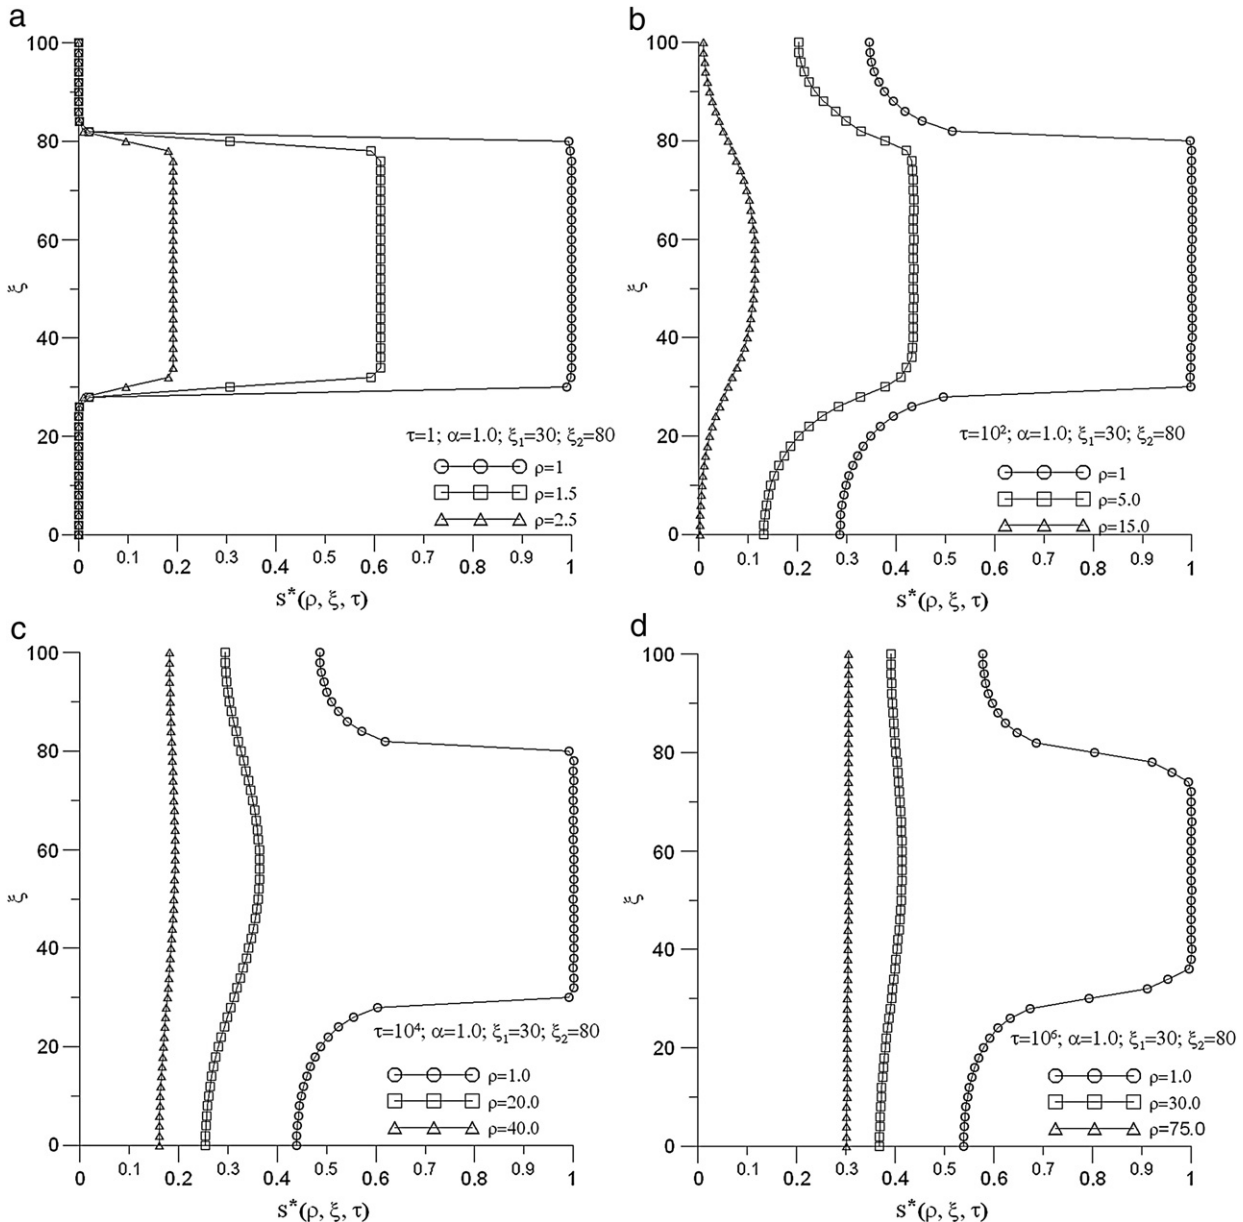 a
100
80
60
40
20
0
ξ
0 0.1 0.2 0.3 0.4 0.5 0.6 0.7 0.8 0.9 1
s*(ρ, ξ, τ)
τ=1; α=1.0; ξ₁=30; ξ₂=80
ρ=1
ρ=1.5
ρ=2.5
b
100
80
60
40
20
0
ξ
0 0.1 0.2 0.3 0.4 0.5 0.6 0.7 0.8 0.9 1
s*(ρ, ξ, τ)
τ=10²; α=1.0; ξ₁=30; ξ₂=80
ρ=1
ρ=5.0
ρ=15.0
c
100
80
60
40
20
0
ξ
0 0.1 0.2 0.3 0.4 0.5 0.6 0.7 0.8 0.9 1
s*(ρ, ξ, τ)
τ=10⁴; α=1.0; ξ₁=30; ξ₂=80
ρ=1.0
ρ=20.0
ρ=40.0
d
100
80
60
40
20
0
ξ
0 0.1 0.2 0.3 0.4 0.5 0.6 0.7 0.8 0.9 1
s*(ρ, ξ, τ)
τ=10⁶; α=1.0; ξ₁=30; ξ₂=80
ρ=1.0
ρ=30.0
ρ=75.0